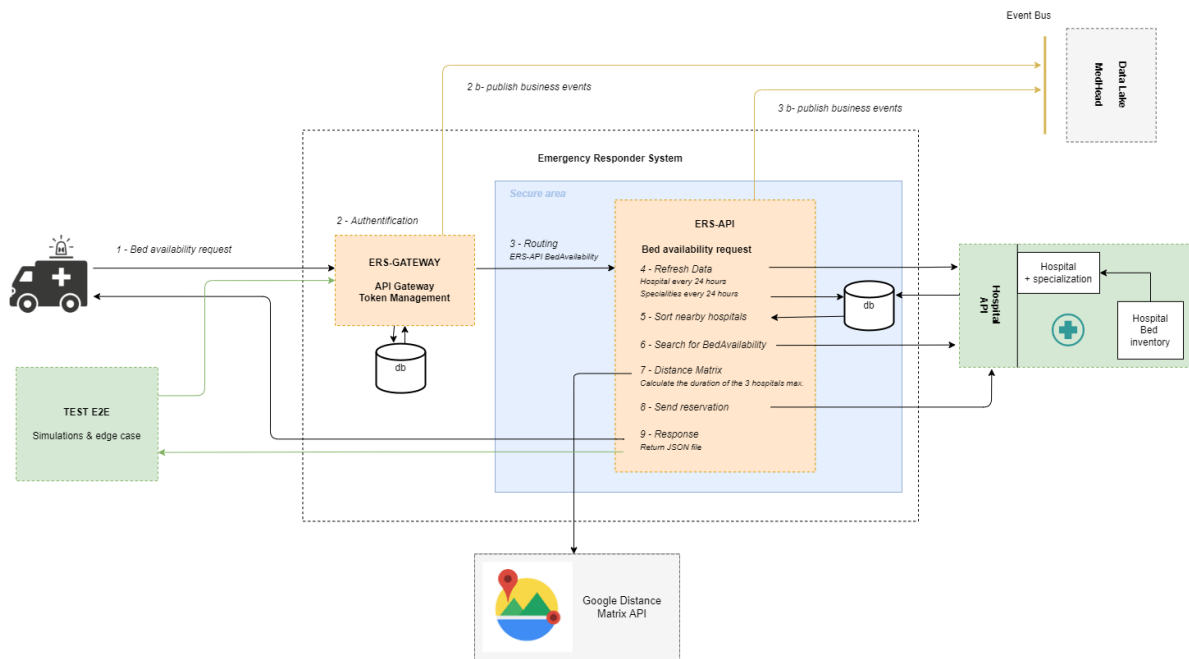 Event Bus
Data Lake
MedHead
2 b- publish business events
3 b- publish business events
Emergency Responder System
Secure area
2 - Authentification
1 - Bed availability request
ERS-GATEWAY
API Gateway
Token Management
db
3 - Routing
ERS-API BedAvailability
ERS-API
Bed availability request
4 - Refresh Data
Hospital every 24 hours
Specialities every 24 hours
5 - Sort nearby hospitals
6 - Search for BedAvailability
7 - Distance Matrix
Calculate the duration of the 3 hospitals max.
8 - Send reservation
9 - Response
Return JSON file
db
Hospital
API
Hospital
+ specialization
Hospital
Bed
inventory
TEST E2E
Simulations & edge case
Google Distance
Matrix API